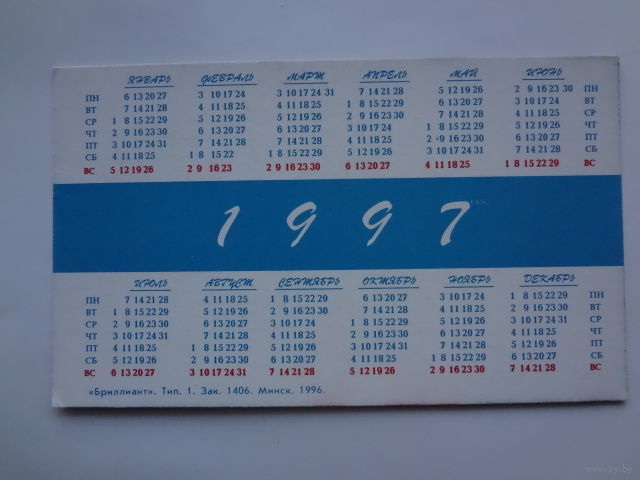 ЯНВАРЬ ФЕВРАЛЬ МАРТ АПРЕЛЬ МАЙ ИЮНЬ
ПН 6 13 20 27 3 10 17 24 3 10 17 24 31 7 14 21 28 5 12 19 26 2 9 16 23 30 ПН
ВТ 7 14 21 28 4 11 18 25 4 11 18 25 1 8 15 22 29 6 13 20 27 3 10 17 24 ВТ
СР 1 8 15 22 29 5 12 19 26 5 12 19 26 2 9 16 23 30 7 14 21 28 4 11 18 25 СР
ЧТ 2 9 16 23 30 6 13 20 27 6 13 20 27 3 10 17 24 1 8 15 22 29 5 12 19 26 ЧТ
ПТ 3 10 17 24 31 7 14 21 28 7 14 21 28 4 11 18 25 2 9 16 23 30 6 13 20 27 ПТ
СБ 4 11 18 25 1 8 15 22 1 8 15 22 29 5 12 19 26 3 10 17 24 31 7 14 21 28 СБ
ВС 5 12 19 26 2 9 16 23 2 9 16 23 30 6 13 20 27 4 11 18 25 1 8 15 22 29 ВС
1997
ИЮЛЬ АВГУСТ СЕНТЯБРЬ ОКТЯБРЬ НОЯБРЬ ДЕКАБРЬ
ПН 7 14 21 28 4 11 18 25 1 8 15 22 29 6 13 20 27 3 10 17 24 1 8 15 22 29 ПН
ВТ 1 8 15 22 29 5 12 19 26 2 9 16 23 30 7 14 21 28 4 11 18 25 2 9 16 23 30 ВТ
СР 2 9 16 23 30 6 13 20 27 3 10 17 24 1 8 15 22 29 5 12 19 26 3 10 17 24 31 СР
ЧТ 3 10 17 24 31 7 14 21 28 4 11 18 25 2 9 16 23 30 6 13 20 27 4 11 18 25 ЧТ
ПТ 4 11 18 25 1 8 15 22 29 5 12 19 26 3 10 17 24 31 7 14 21 28 5 12 19 26 ПТ
СБ 5 12 19 26 2 9 16 23 30 6 13 20 27 4 11 18 25 1 8 15 22 29 6 13 20 27 СБ
ВС 6 13 20 27 3 10 17 24 31 7 14 21 28 5 12 19 26 2 9 16 23 30 7 14 21 28 ВС
«Бриллиант». Тип. 1. Зак. 1406. Минск. 1996.
www.ay.by